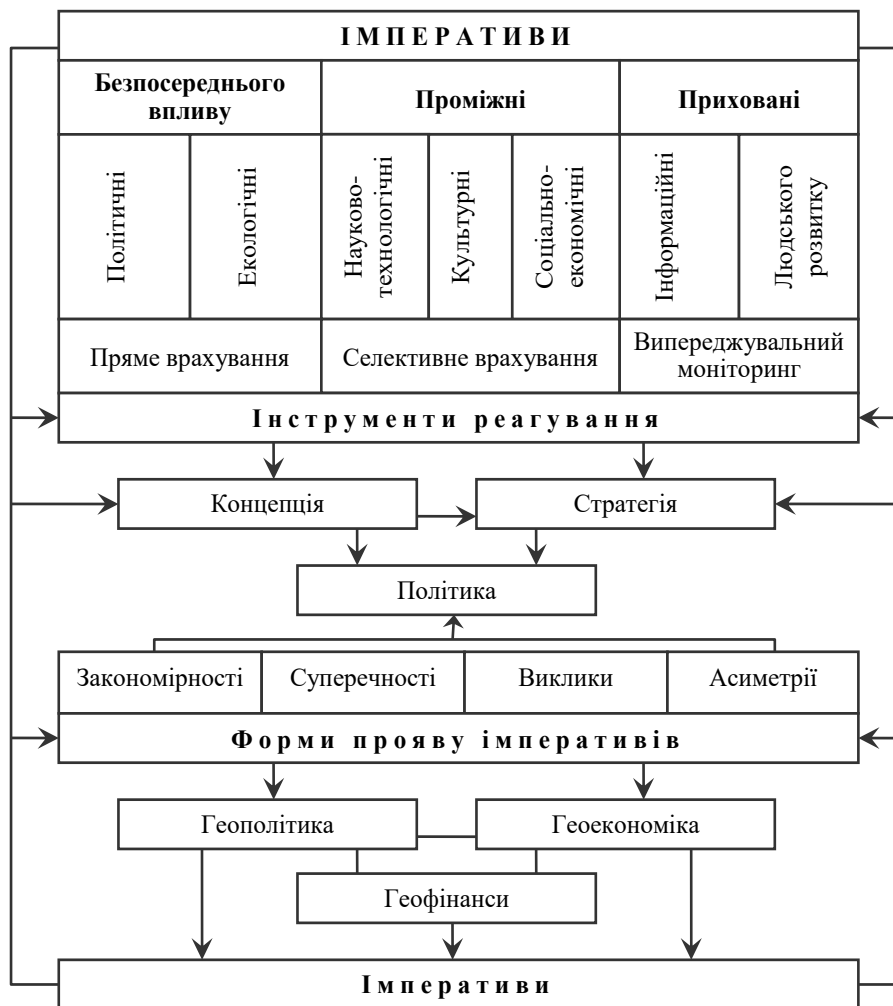 ІМПЕРАТИВИ
Безпосереднього
впливу
Проміжні
Приховані
Політичні
Екологічні
Науково-
технологічні
Культурні
Соціально-
економічні
Інформаційні
Людського
розвитку
Пряме врахування
Селективне врахування
Випереджувальний
моніторинг
Інструменти реагування
Концепція
Стратегія
Політика
Закономірності
Суперечності
Виклики
Асиметрії
Форми прояву імперативів
Геополітика
Геоекономіка
Геофінанси
Імперативи